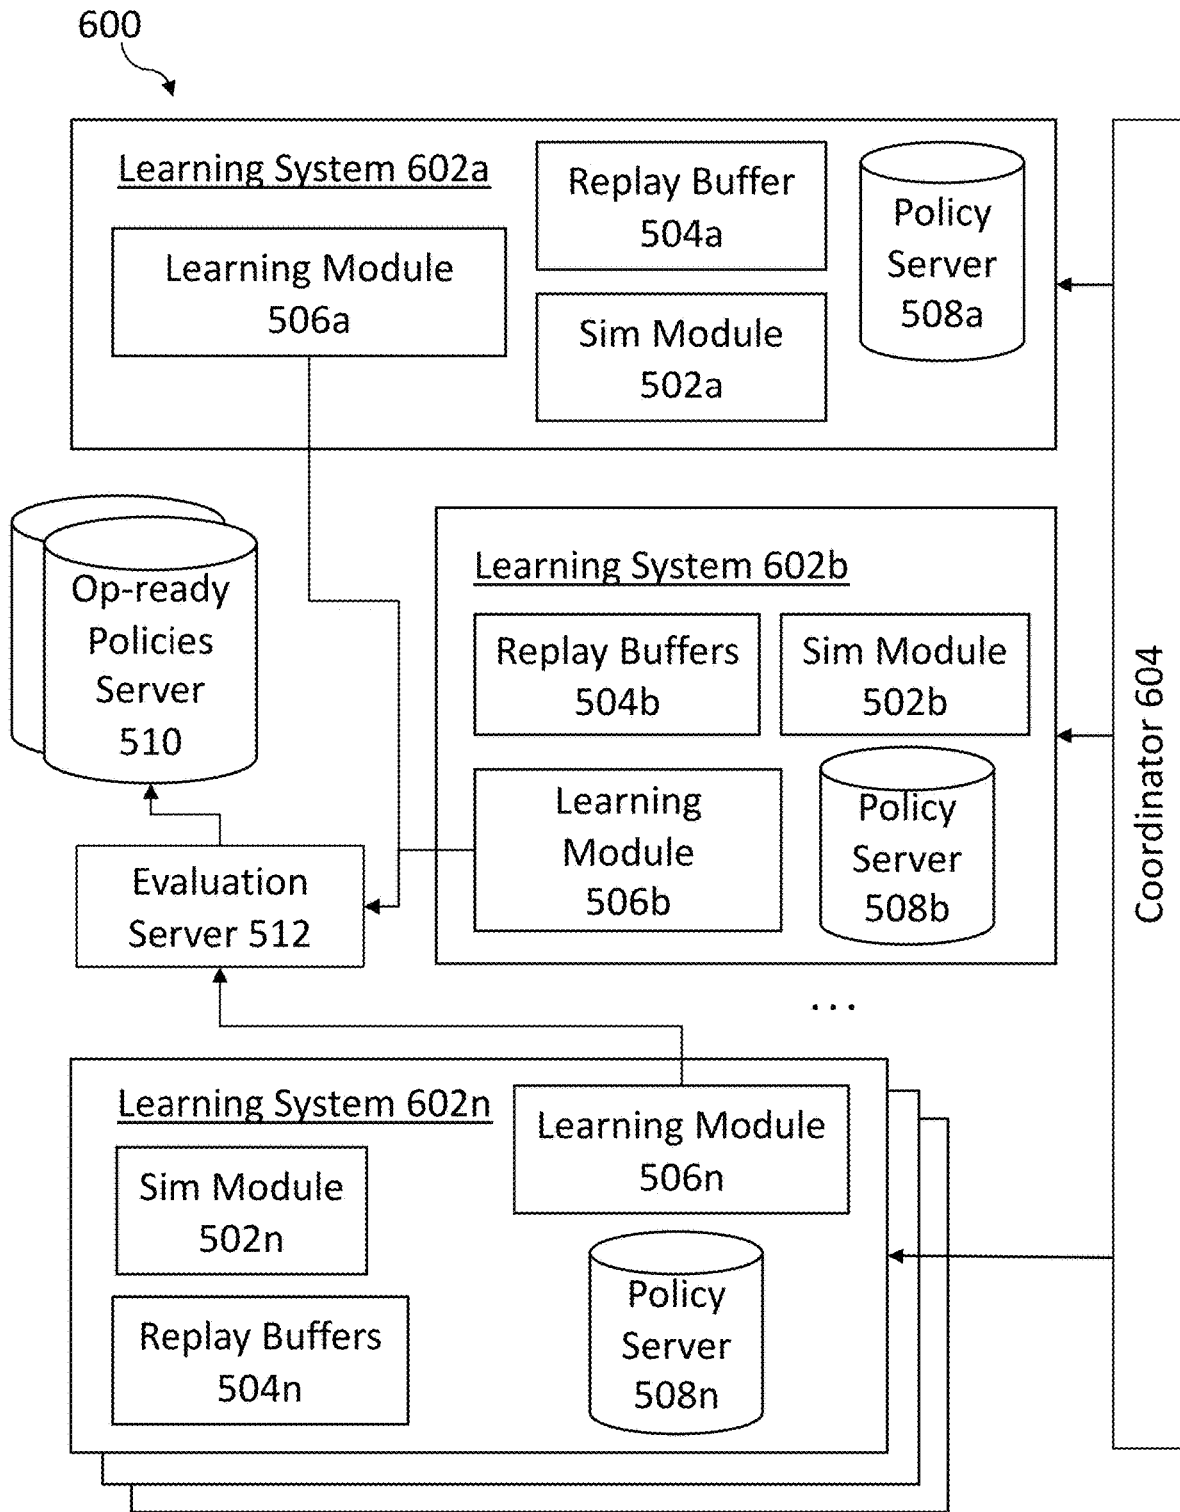 600
Learning System 602a
Learning Module
506a
Replay Buffer
504a
Sim Module
502a
Policy
Server
508a
Op-ready
Policies
Server
510
Evaluation
Server 512
Learning System 602b
Replay Buffers
504b
Sim Module
502b
Learning
Module
506b
Policy
Server
508b
...
Learning System 602n
Learning Module
506n
Sim Module
502n
Replay Buffers
504n
Policy
Server
508n
Coordinator 604